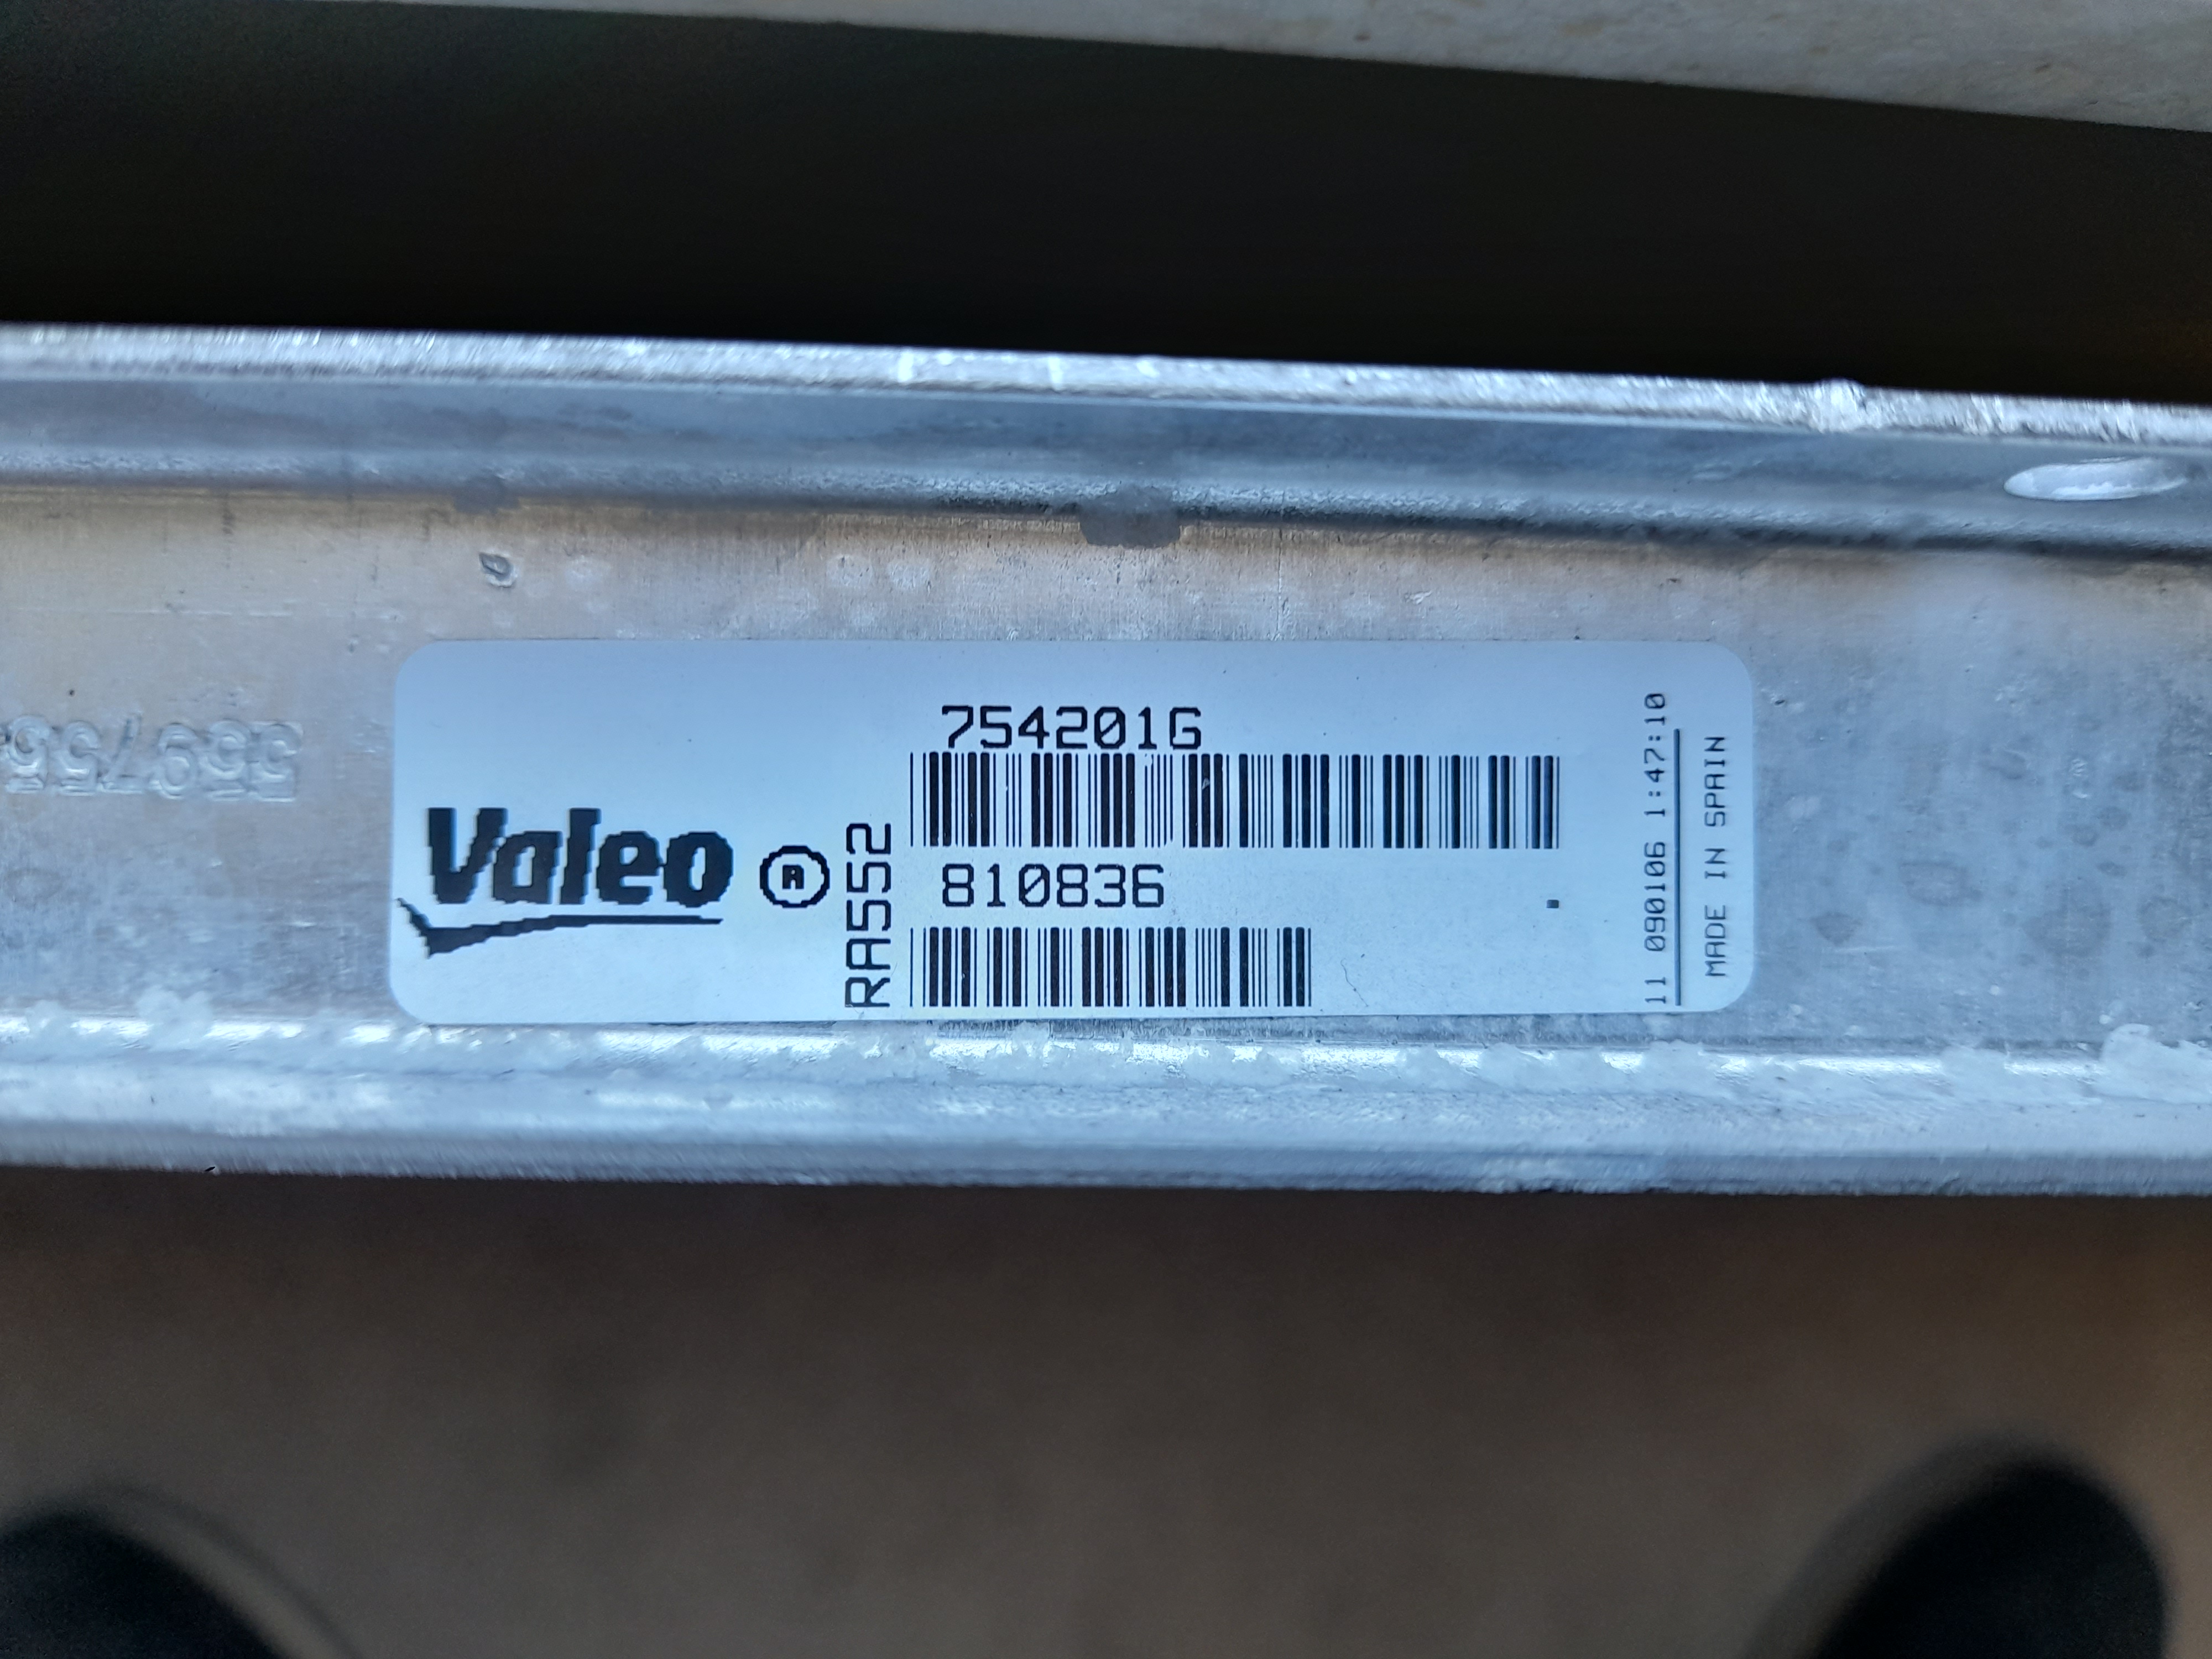 Valeo ®
RA552
754201G
810836
11 090106 1:47:10
MADE IN SPAIN